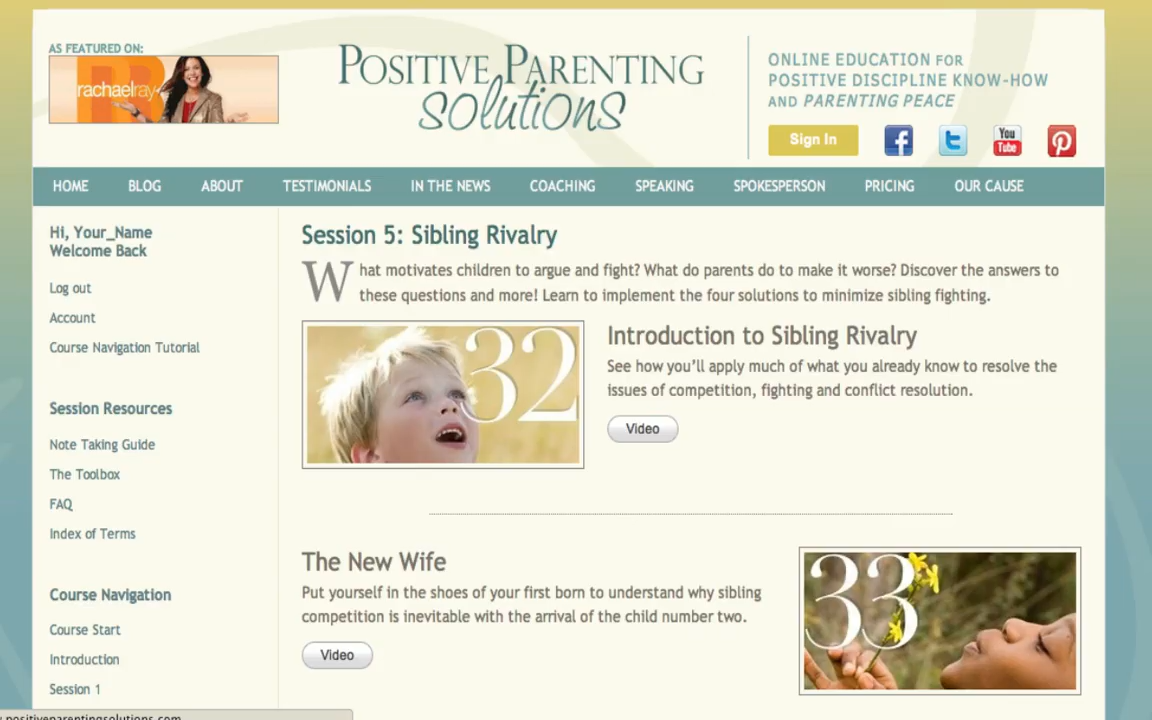 AS FEATURED ON:
rachaelray
POSITIVE PARENTING
solutions
ONLINE EDUCATION FOR
POSITIVE DISCIPLINE KNOW-HOW
AND PARENTING PEACE
Sign In
You
Tube
HOME BLOG ABOUT TESTIMONIALS IN THE NEWS COACHING SPEAKING SPOKESPERSON PRICING OUR CAUSE
Hi, Your_Name
Welcome Back
Log out
Account
Course Navigation Tutorial
Session Resources
Note Taking Guide
The Toolbox
FAQ
Index of Terms
Course Navigation
Course Start
Introduction
Session 1
Session 5: Sibling Rivalry
What motivates children to argue and fight? What do parents do to make it worse? Discover the answers to
these questions and more! Learn to implement the four solutions to minimize sibling fighting.
32
Introduction to Sibling Rivalry
See how you'll apply much of what you already know to resolve the
issues of competition, fighting and conflict resolution.
Video
The New Wife
Put yourself in the shoes of your first born to understand why sibling
competition is inevitable with the arrival of the child number two.
Video
33
.positiveparentingsolutions.com